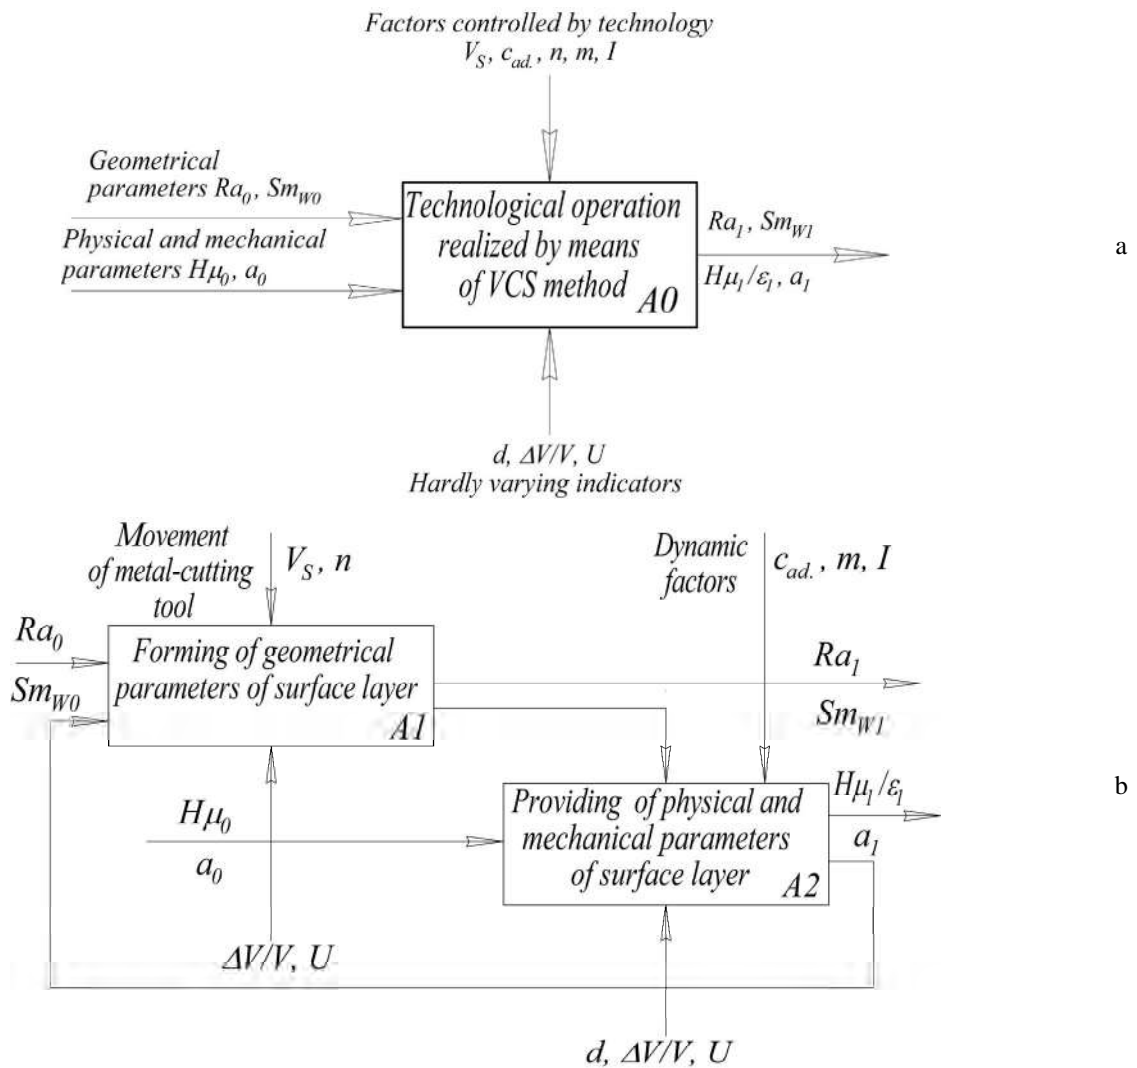 Factors controlled by technology
V_S, c_ad., n, m, I
Geometrical
parameters Ra_0, Sm_W0
Physical and mechanical
parameters Hμ_0, a_0
Technological operation
realized by means
of VCS method
A0
Ra_1, Sm_W1
Hμ_1/ε_1, a_1
a
d, ΔV/V, U
Hardly varying indicators
Movement
of metal-cutting
tool
V_S, n
Dynamic
factors
c_ad., m, I
Ra_0
Sm_W0
Forming of geometrical
parameters of surface layer
A1
Ra_1
Sm_W1
Hμ_0
a_0
Providing of physical and
mechanical parameters
of surface layer
A2
Hμ_1/ε_1
a_1
b
ΔV/V, U
d, ΔV/V, U